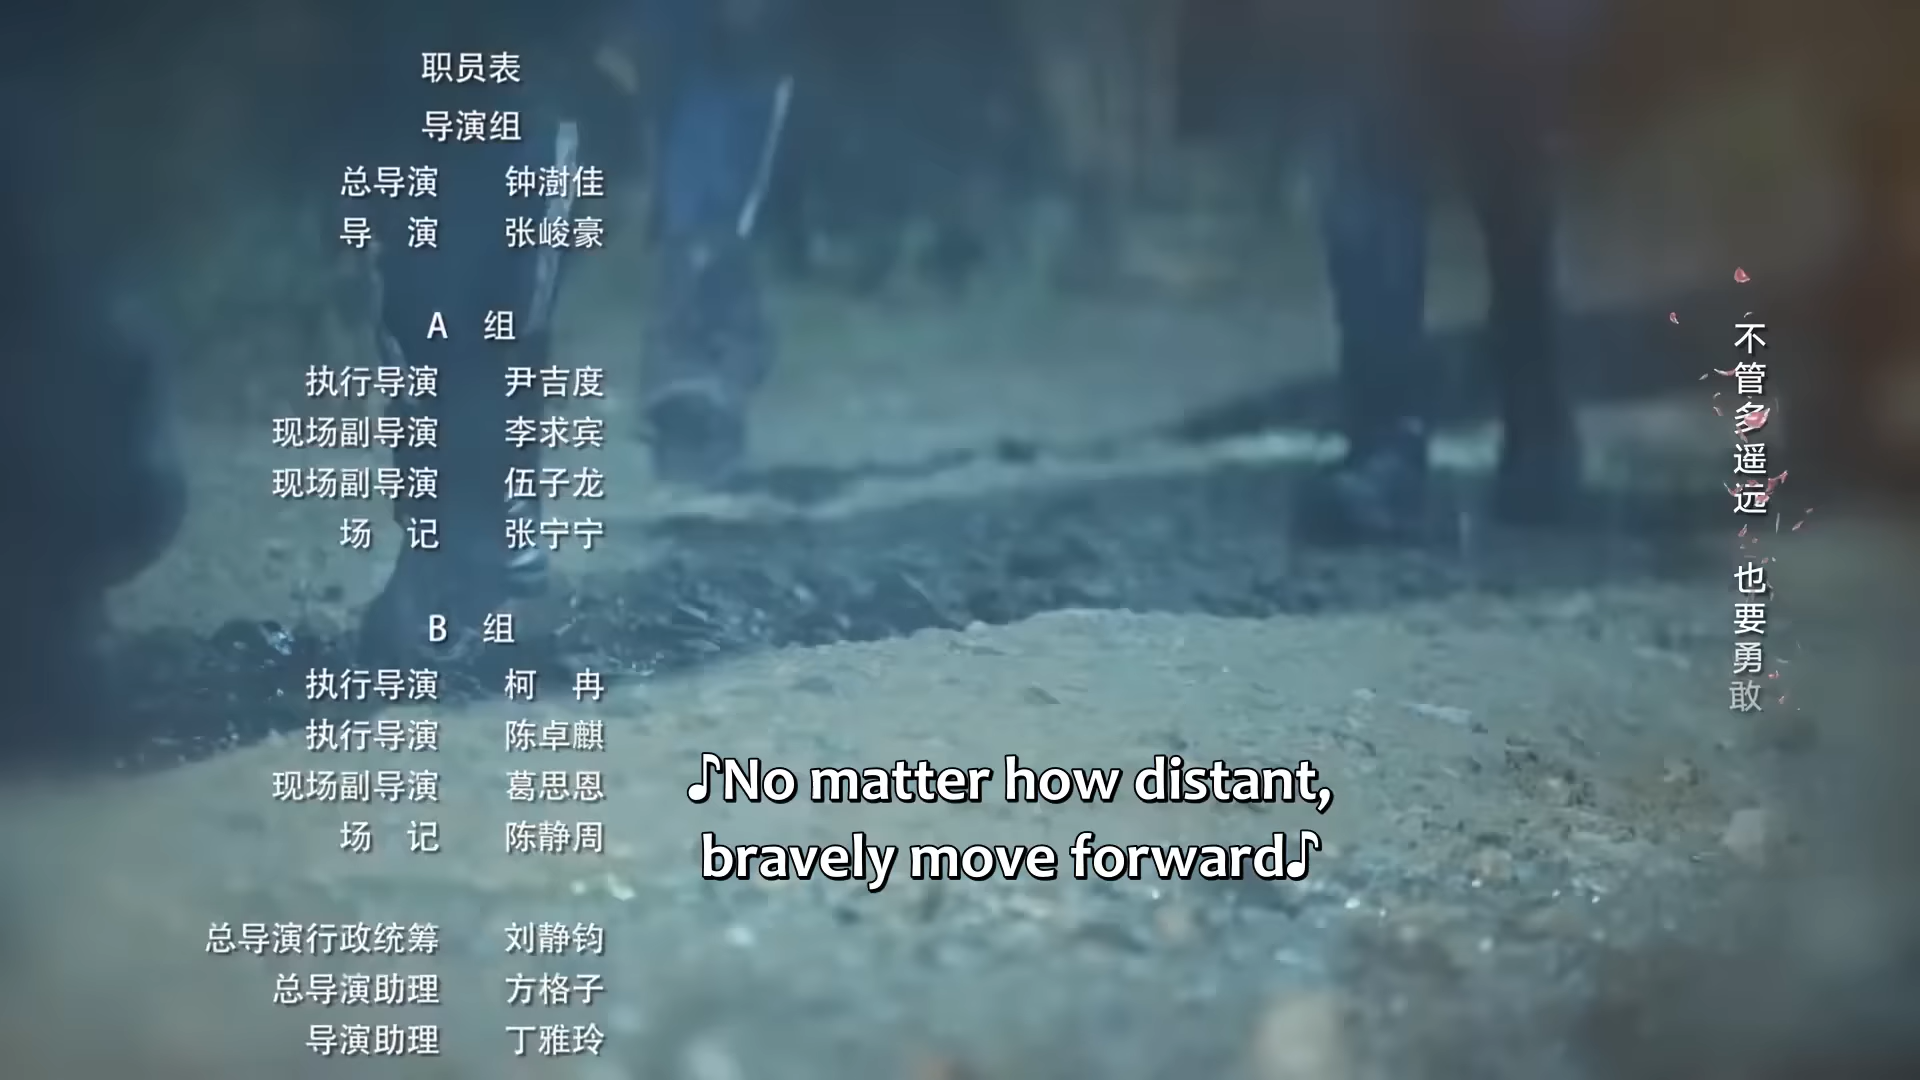 职员表
导演组
总导演 钟澍佳
导 演 张峻豪
A 组
执行导演 尹吉度
现场副导演 李求宾
现场副导演 伍子龙
场 记 张宁宁
B 组
执行导演 柯 冉
执行导演 陈卓麒
现场副导演 葛思恩
场 记 陈静周
总导演行政统筹 刘静钧
总导演助理 方格子
导演助理 丁雅玲
不管多遥远 也要勇敢
♪No matter how distant,
bravely move forward♪